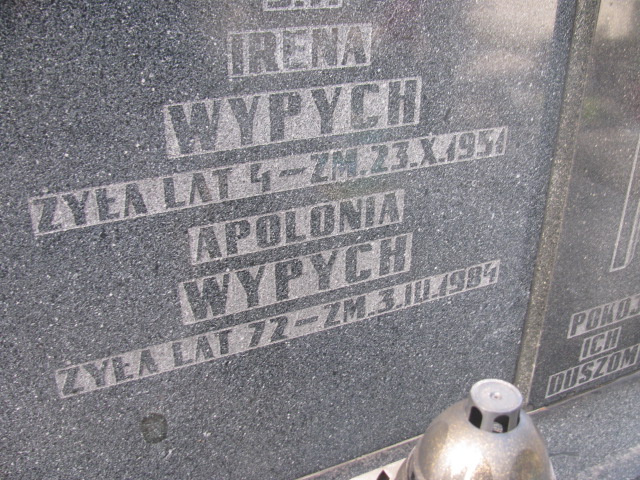 IRENA
WYPYCH
ŻYŁA LAT 4 – ZM. 23.X.1951
APOLONIA
WYPYCH
ŻYŁA LAT 72 – ZM. 3.III.1984
POKÓJ
ICH
DUSZOM